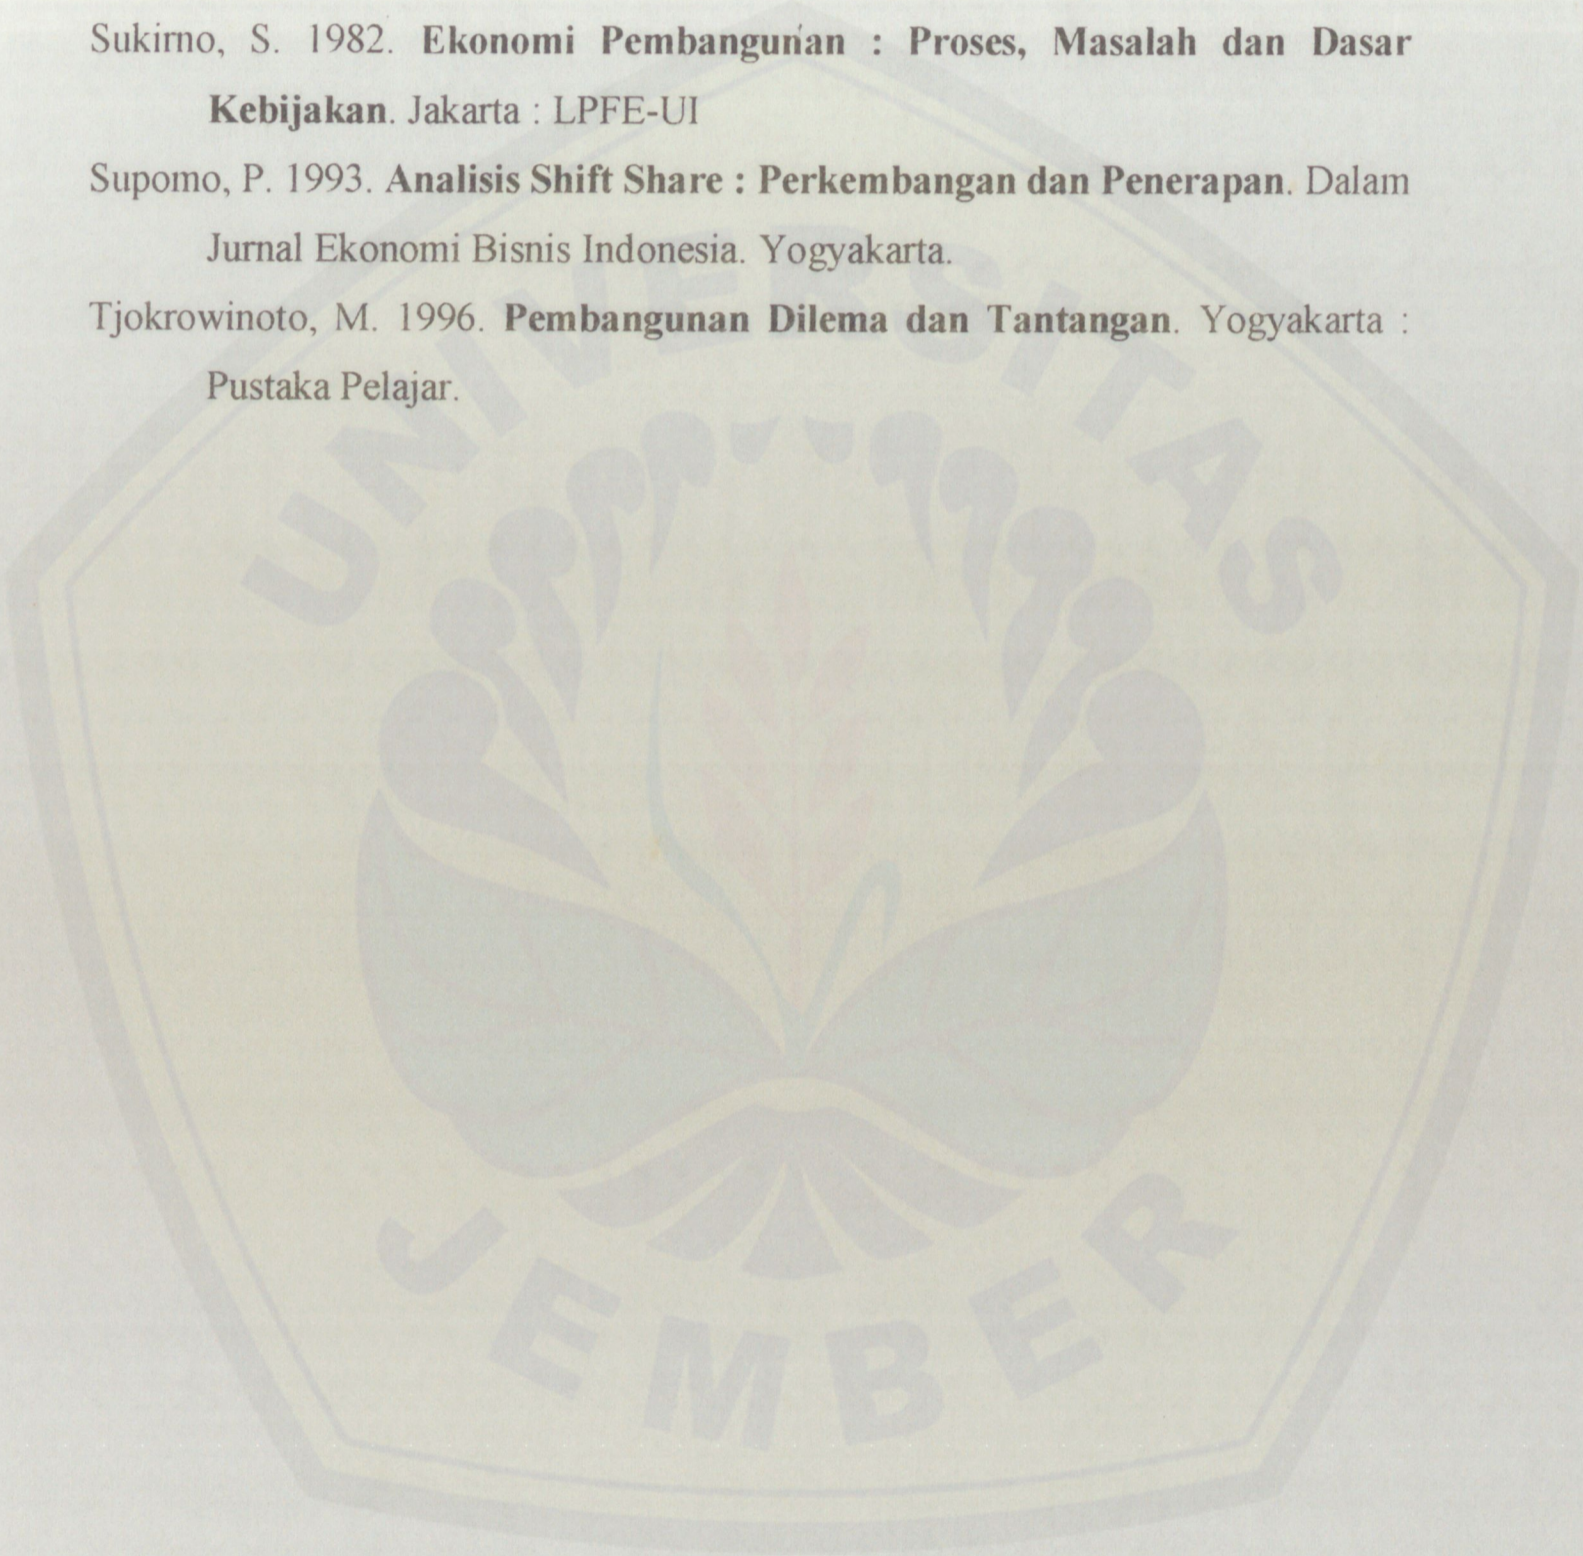 Sukirno, S. 1982. Ekonomi Pembangunan : Proses, Masalah dan Dasar
Kebijakan. Jakarta : LPFE-UI
Supomo, P. 1993. Analisis Shift Share : Perkembangan dan Penerapan. Dalam
Jurnal Ekonomi Bisnis Indonesia. Yogyakarta.
Tjokrowinoto, M. 1996. Pembangunan Dilema dan Tantangan. Yogyakarta :
Pustaka Pelajar.
UNIVERSITAS
JEMBER